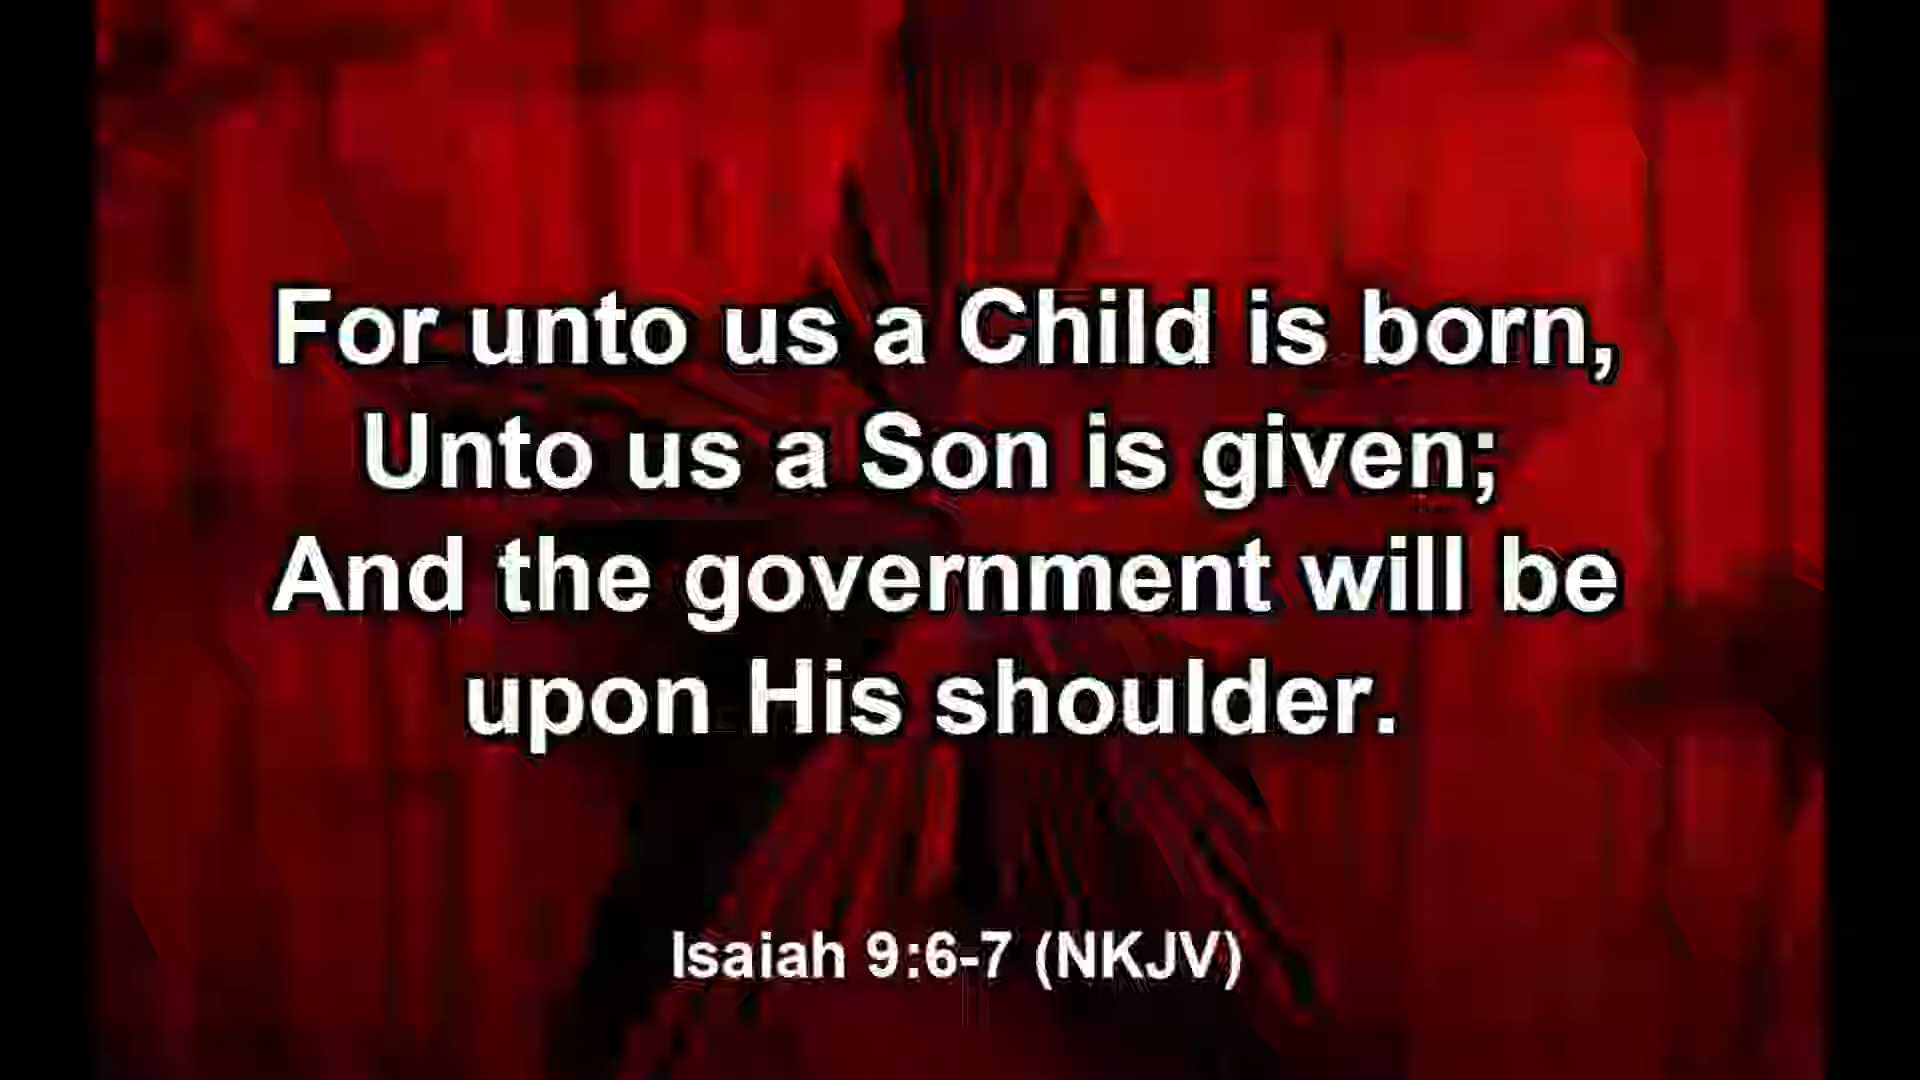 For unto us a Child is born,
Unto us a Son is given;
And the government will be
upon His shoulder.
Isaiah 9:6-7 (NKJV)